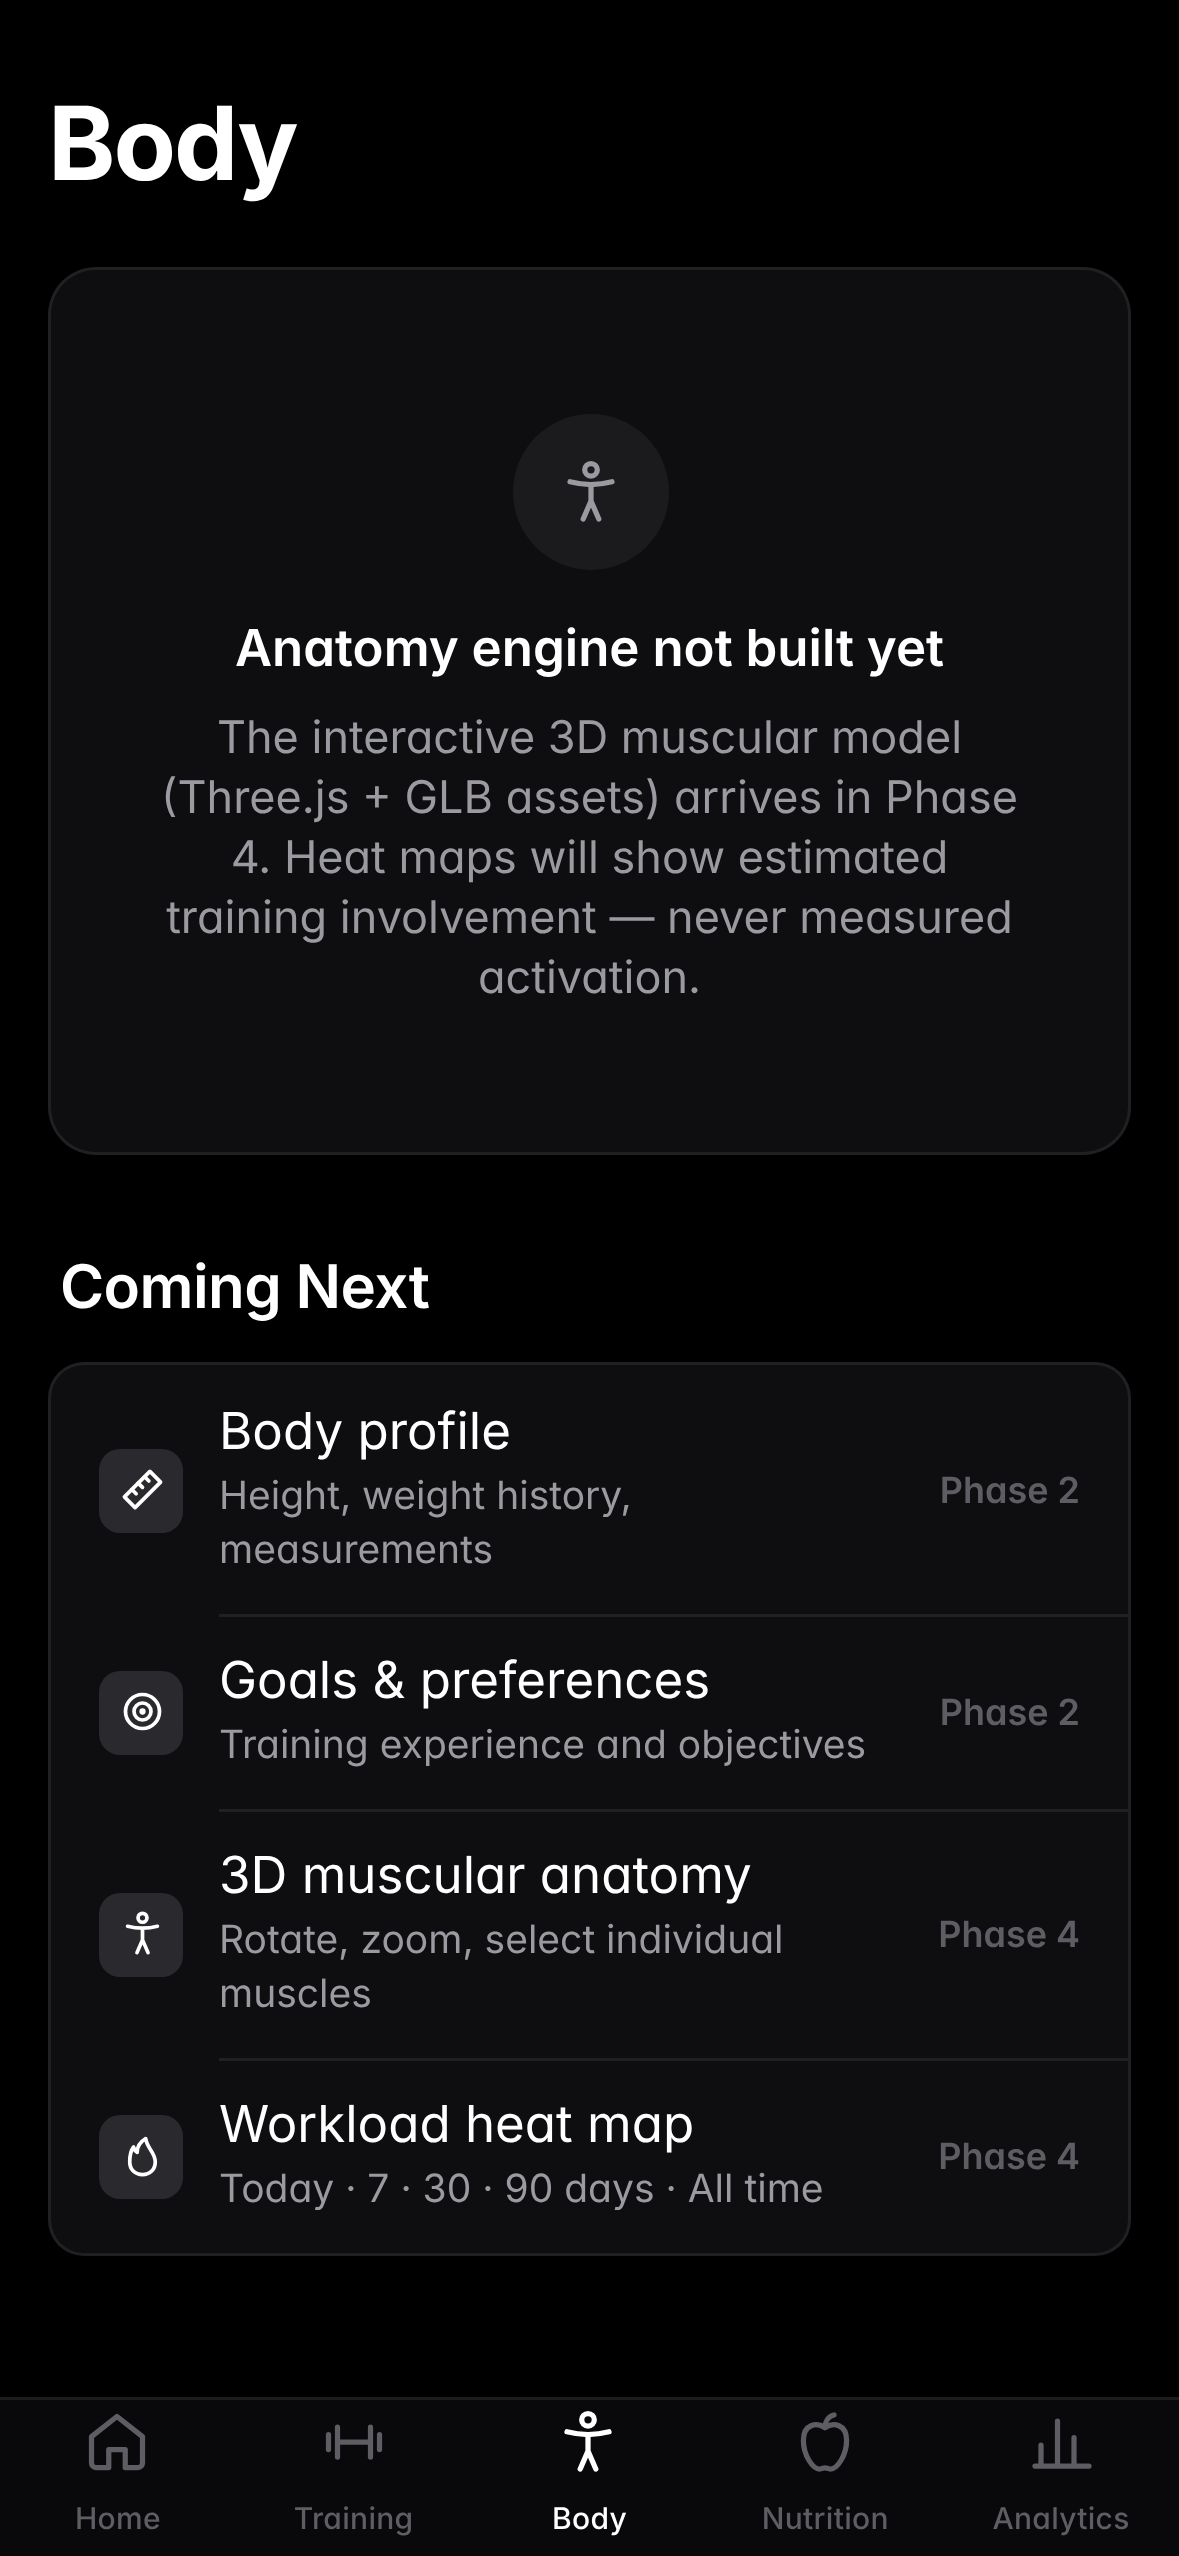 Body
Anatomy engine not built yet
The interactive 3D muscular model
(Three.js + GLB assets) arrives in Phase
4. Heat maps will show estimated
training involvement — never measured
activation.
Coming Next
Body profile
Height, weight history,
measurements
Phase 2
Goals & preferences
Training experience and objectives
Phase 2
3D muscular anatomy
Rotate, zoom, select individual
muscles
Phase 4
Workload heat map
Today · 7 · 30 · 90 days · All time
Phase 4
Home
Training
Body
Nutrition
Analytics